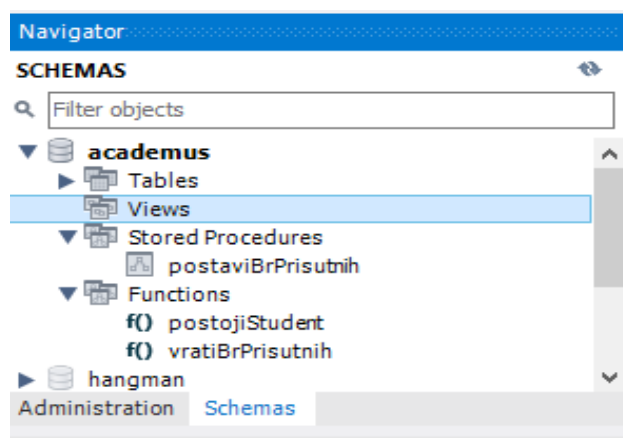 Navigator
SCHEMAS
Filter objects
academus
Tables
Views
Stored Procedures
postaviBrPrisutnih
Functions
f() postojiStudent
f() vratiBrPrisutnih
hangman
Administration Schemas